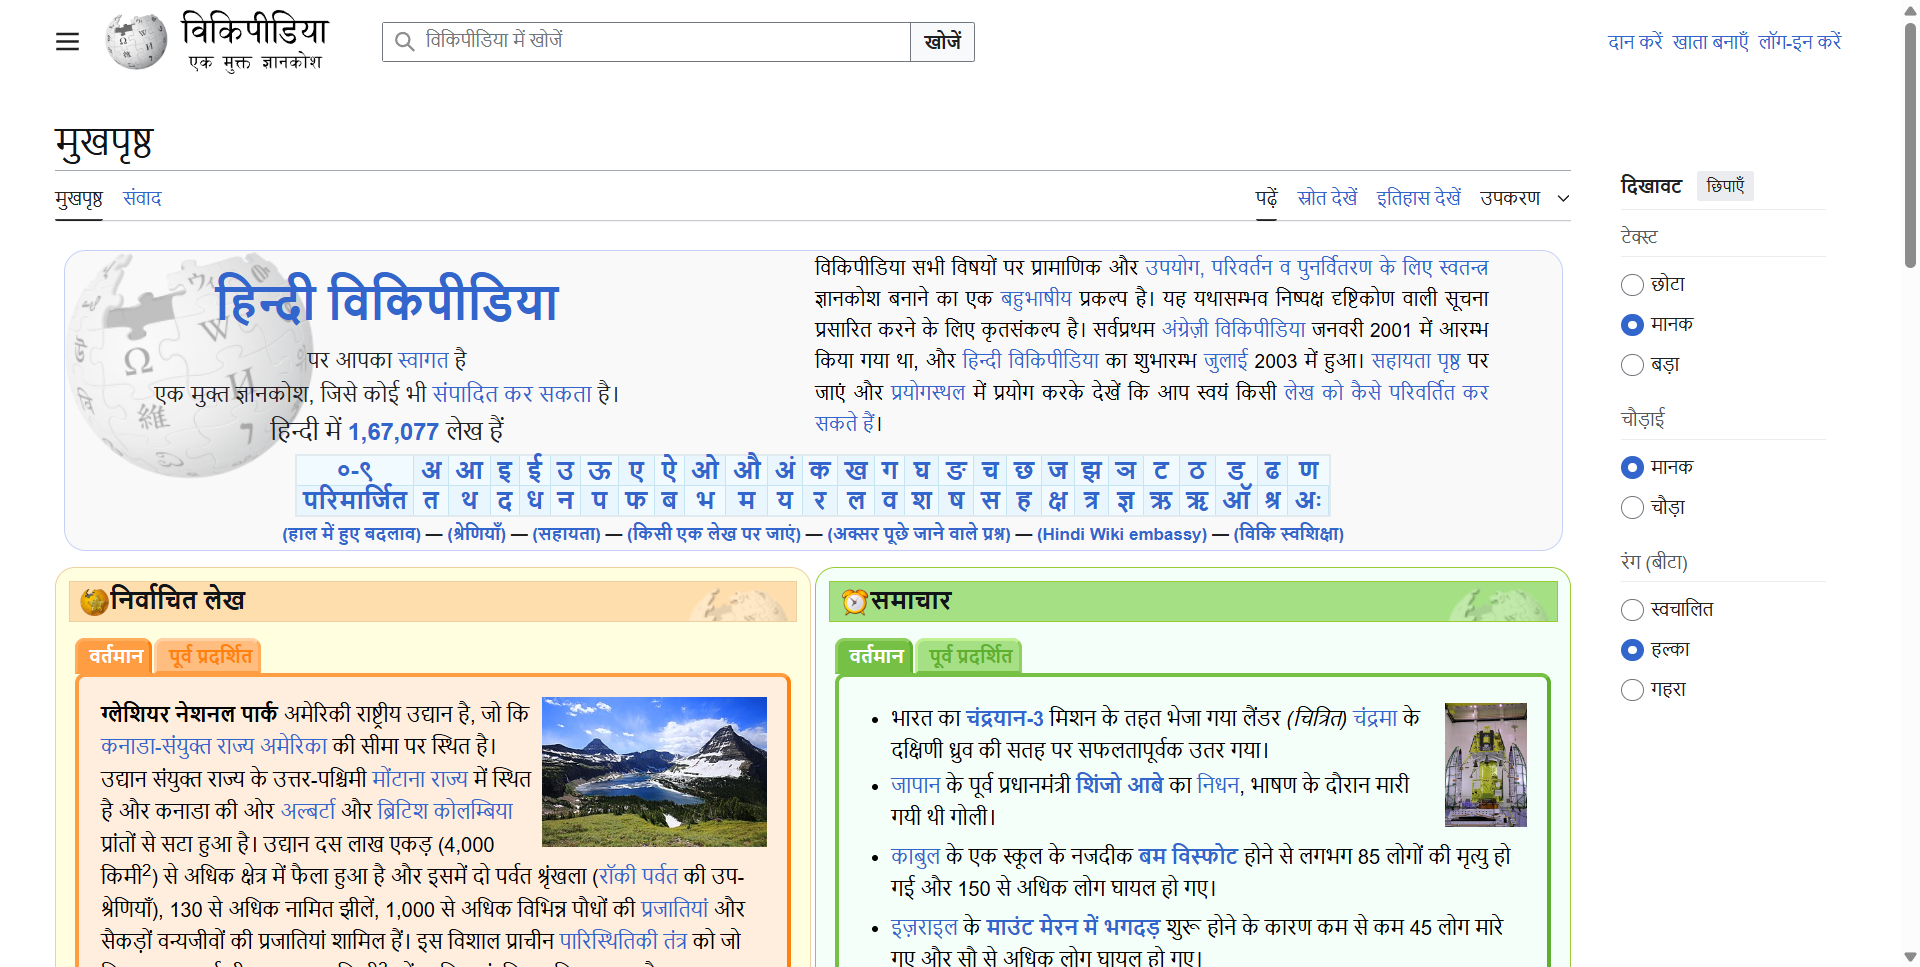 विकिपीडिया
एक मुक्त ज्ञानकोश
विकिपीडिया में खोजें
खोजें
दान करें खाता बनाएँ लॉग-इन करें
मुखपृष्ठ
मुखपृष्ठ संवाद
पढ़ें स्रोत देखें इतिहास देखें उपकरण
हिन्दी विकिपीडिया
पर आपका स्वागत है
एक मुक्त ज्ञानकोश, जिसे कोई भी संपादित कर सकता है।
हिन्दी में 1,67,077 लेख हैं
विकिपीडिया सभी विषयों पर प्रामाणिक और उपयोग, परिवर्तन व पुनर्वितरण के लिए स्वतन्त्र
ज्ञानकोश बनाने का एक बहुभाषीय प्रकल्प है। यह यथासम्भव निष्पक्ष दृष्टिकोण वाली सूचना
प्रसारित करने के लिए कृतसंकल्प है। सर्वप्रथम अंग्रेज़ी विकिपीडिया जनवरी 2001 में आरम्भ
किया गया था, और हिन्दी विकिपीडिया का शुभारम्भ जुलाई 2003 में हुआ। सहायता पृष्ठ पर
जाएं और प्रयोगस्थल में प्रयोग करके देखें कि आप स्वयं किसी लेख को कैसे परिवर्तित कर
सकते हैं।
०-९ अ आ इ ई उ ऊ ए ऐ ओ औ अं क ख ग घ ङ च छ ज झ ञ ट ठ ड ढ ण
परिमार्जित त थ द ध न प फ ब भ म य र ल व श ष स ह क्ष त्र ज्ञ ऋ ॠ ऑ श्र अः
(हाल में हुए बदलाव) — (श्रेणियाँ) — (सहायता) — (किसी एक लेख पर जाएं) — (अक्सर पूछे जाने वाले प्रश्न) — (Hindi Wiki embassy) — (विकि स्वशिक्षा)
निर्वाचित लेख
वर्तमान पूर्व प्रदर्शित
ग्लेशियर नेशनल पार्क अमेरिकी राष्ट्रीय उद्यान है, जो कि
कनाडा-संयुक्त राज्य अमेरिका की सीमा पर स्थित है।
उद्यान संयुक्त राज्य के उत्तर-पश्चिमी मोंटाना राज्य में स्थित
है और कनाडा की ओर अल्बर्टा और ब्रिटिश कोलम्बिया
प्रांतों से सटा हुआ है। उद्यान दस लाख एकड़ (4,000
किमी²) से अधिक क्षेत्र में फैला हुआ है और इसमें दो पर्वत श्रृंखला (रॉकी पर्वत की उप-
श्रेणियाँ), 130 से अधिक नामित झीलें, 1,000 से अधिक विभिन्न पौधों की प्रजातियां और
सैकड़ों वन्यजीवों की प्रजातियां शामिल हैं। इस विशाल प्राचीन पारिस्थितिकी तंत्र को जो
समाचार
वर्तमान पूर्व प्रदर्शित
भारत का चंद्रयान-3 मिशन के तहत भेजा गया लैंडर (चित्रित) चंद्रमा के
दक्षिणी ध्रुव की सतह पर सफलतापूर्वक उतर गया।
जापान के पूर्व प्रधानमंत्री शिंजो आबे का निधन, भाषण के दौरान मारी
गयी थी गोली।
काबुल के एक स्कूल के नजदीक बम विस्फोट होने से लगभग 85 लोगों की मृत्यु हो
गई और 150 से अधिक लोग घायल हो गए।
इज़राइल के माउंट मेरन में भगदड़ शुरू होने के कारण कम से कम 45 लोग मारे
गए और सौ से अधिक लोग घायल हो गए।
दिखावट छिपाएँ
टेक्स्ट
छोटा
मानक
बड़ा
चौड़ाई
मानक
चौड़ा
रंग (बीटा)
स्वचालित
हल्का
गहरा